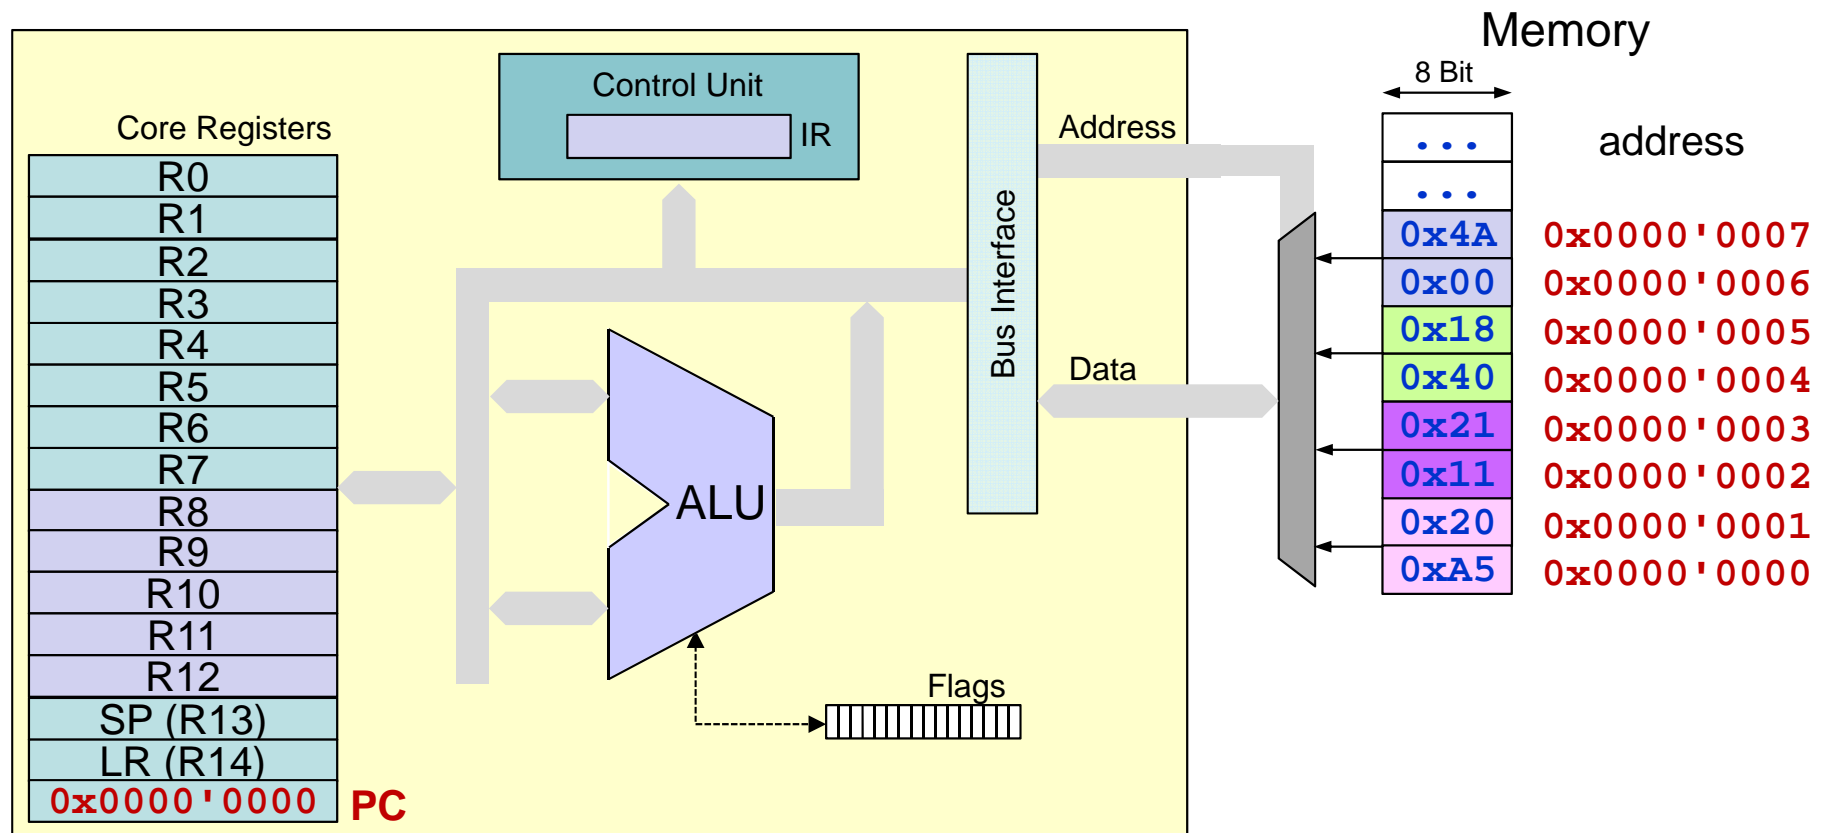 Memory
8 Bit
Control Unit
IR
Core Registers
Address
address
R0
R1
R2
R3
R4
R5
R6
R7
R8
R9
R10
R11
R12
SP (R13)
LR (R14)
0x0000'0000 PC
ALU
Flags
Bus Interface
Data
...
...
0x4A 0x0000'0007
0x00 0x0000'0006
0x18 0x0000'0005
0x40 0x0000'0004
0x21 0x0000'0003
0x11 0x0000'0002
0x20 0x0000'0001
0xA5 0x0000'0000